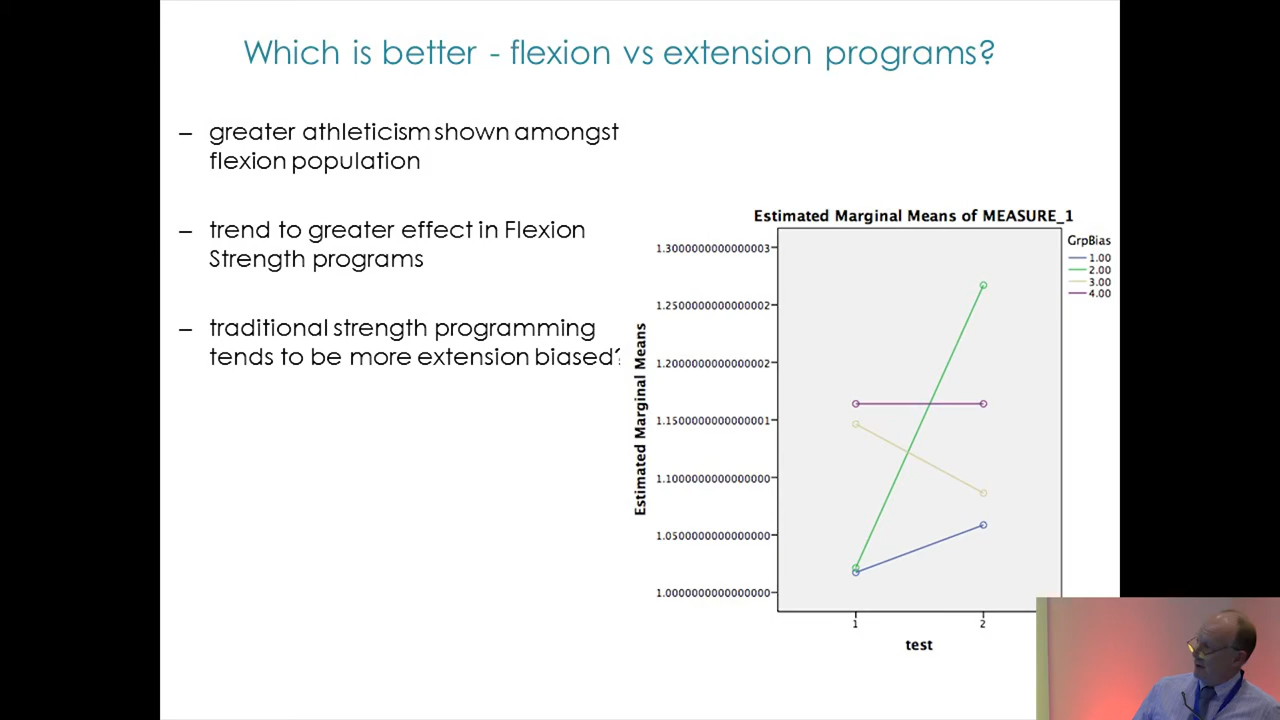 Which is better - flexion vs extension programs?
– greater athleticism shown amongst
flexion population
– trend to greater effect in Flexion
Strength programs
– traditional strength programming
tends to be more extension biased?
Estimated Marginal Means of MEASURE_1
GrpBias
1.00
2.00
3.00
4.00
Estimated Marginal Means
1.3000000000000003
1.2500000000000002
1.2000000000000002
1.1500000000000001
1.1000000000000000
1.0500000000000000
1.0000000000000000
1
2
test